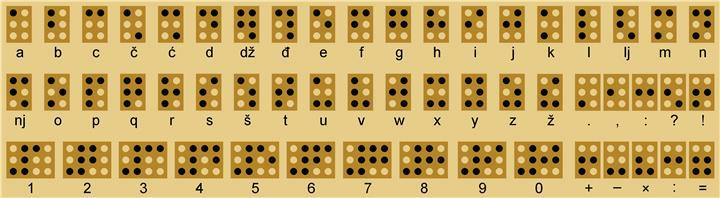 a b c č ć d dž đ e f g h i j k l lj m n
nj o p q r s š t u v w x y z ž . , : ? !
1 2 3 4 5 6 7 8 9 0 + − × : =